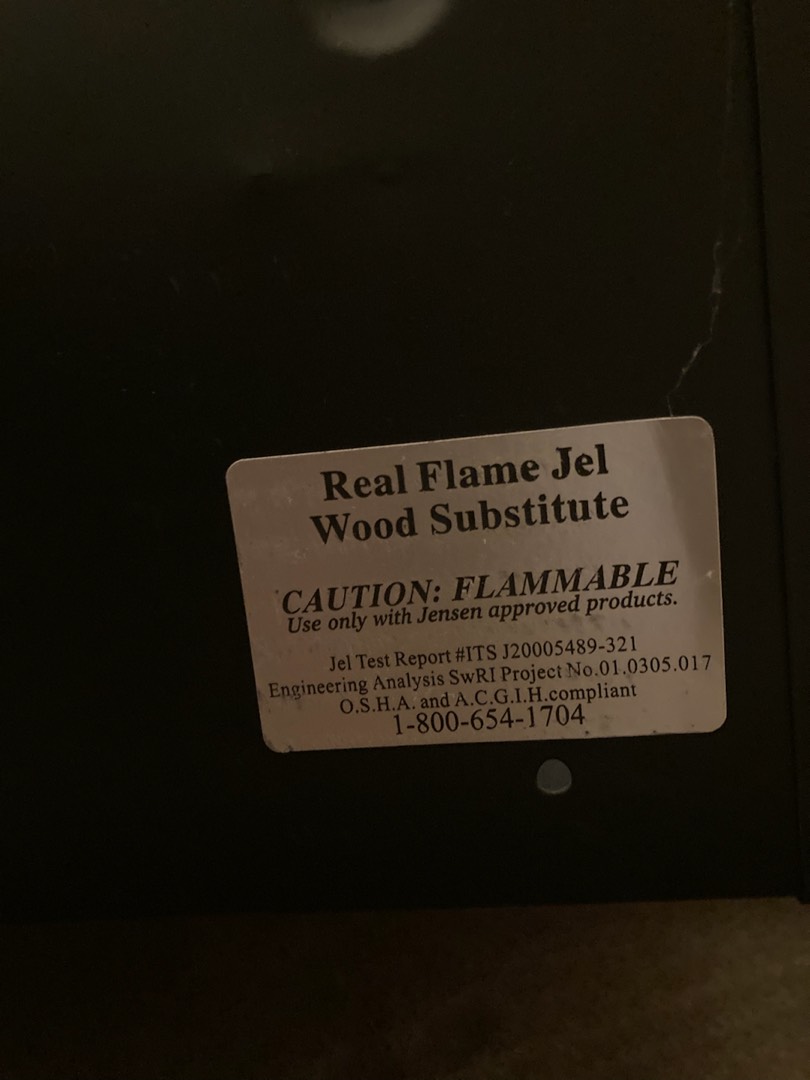 Real Flame Jel
Wood Substitute
CAUTION: FLAMMABLE
Use only with Jensen approved products.
Jel Test Report #ITS J20005489-321
Engineering Analysis SwRI Project No.01.0305.017
O.S.H.A. and A.C.G.I.H.compliant
1-800-654-1704